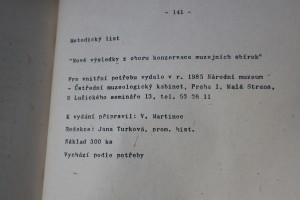 - 141 -
Metodický list
"Nové výsledky z oboru konzervace muzejních sbírek"
Pro vnitřní potřebu vydalo v r. 1985 Národní muzeum
- Ústřední muzeologický kabinet, Praha 1, Malá Strana,
U Lužického semináře 13, tel. 53 56 11
K vydání připravil: V. Martinec
Redakce: Jana Turková, prom. hist.
Náklad 300 ks
Vychází podle potřeby